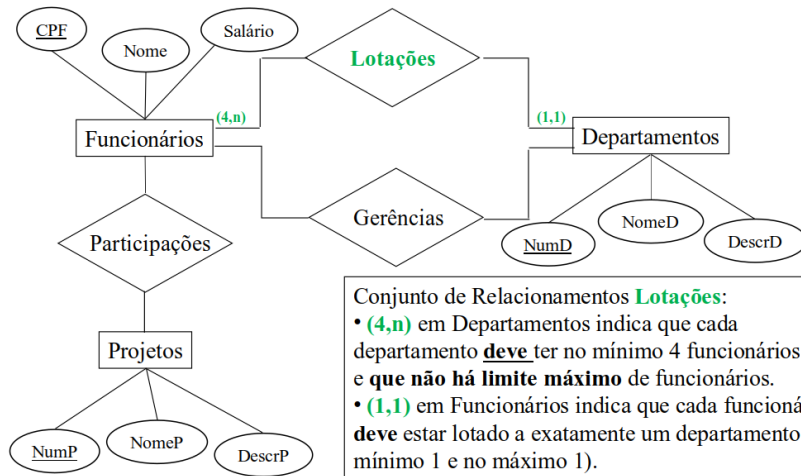 CPF
Nome
Salário
Lotações
(4,n)
(1,1)
Funcionários
Departamentos
Gerências
Participações
NumD
NomeD
DescrD
Projetos
NumP
NomeP
DescrP
Conjunto de Relacionamentos Lotações:
• (4,n) em Departamentos indica que cada
departamento deve ter no mínimo 4 funcionários
e que não há limite máximo de funcionários.
• (1,1) em Funcionários indica que cada funcioná
deve estar lotado a exatamente um departamento
mínimo 1 e no máximo 1).